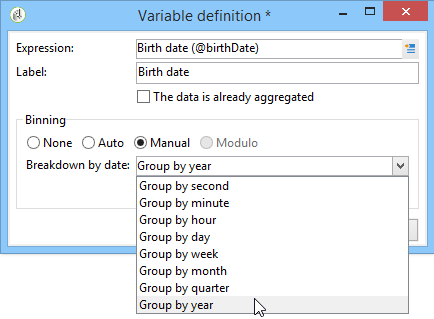 Variable definition *
Expression: Birth date (@birthDate)
Label: Birth date
The data is already aggregated
Binning
None Auto Manual Modulo
Breakdown by date: Group by year
Group by second
Group by minute
Group by hour
Group by day
Group by week
Group by month
Group by quarter
Group by year